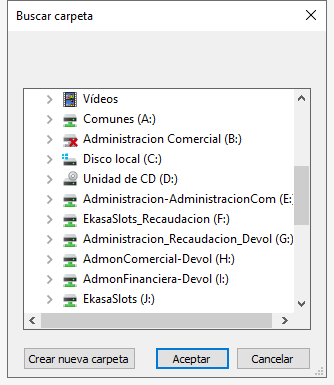 Buscar carpeta
Vídeos
Comunes (A:)
Administracion Comercial (B:)
Disco local (C:)
Unidad de CD (D:)
Administracion-AdministracionCom (E:
EkasaSlots_Recaudacion (F:)
Administracion_Recaudacion_Devol (G:)
AdmonComercial-Devol (H:)
AdmonFinanciera-Devol (I:)
EkasaSlots (J:)
Crear nueva carpeta
Aceptar
Cancelar